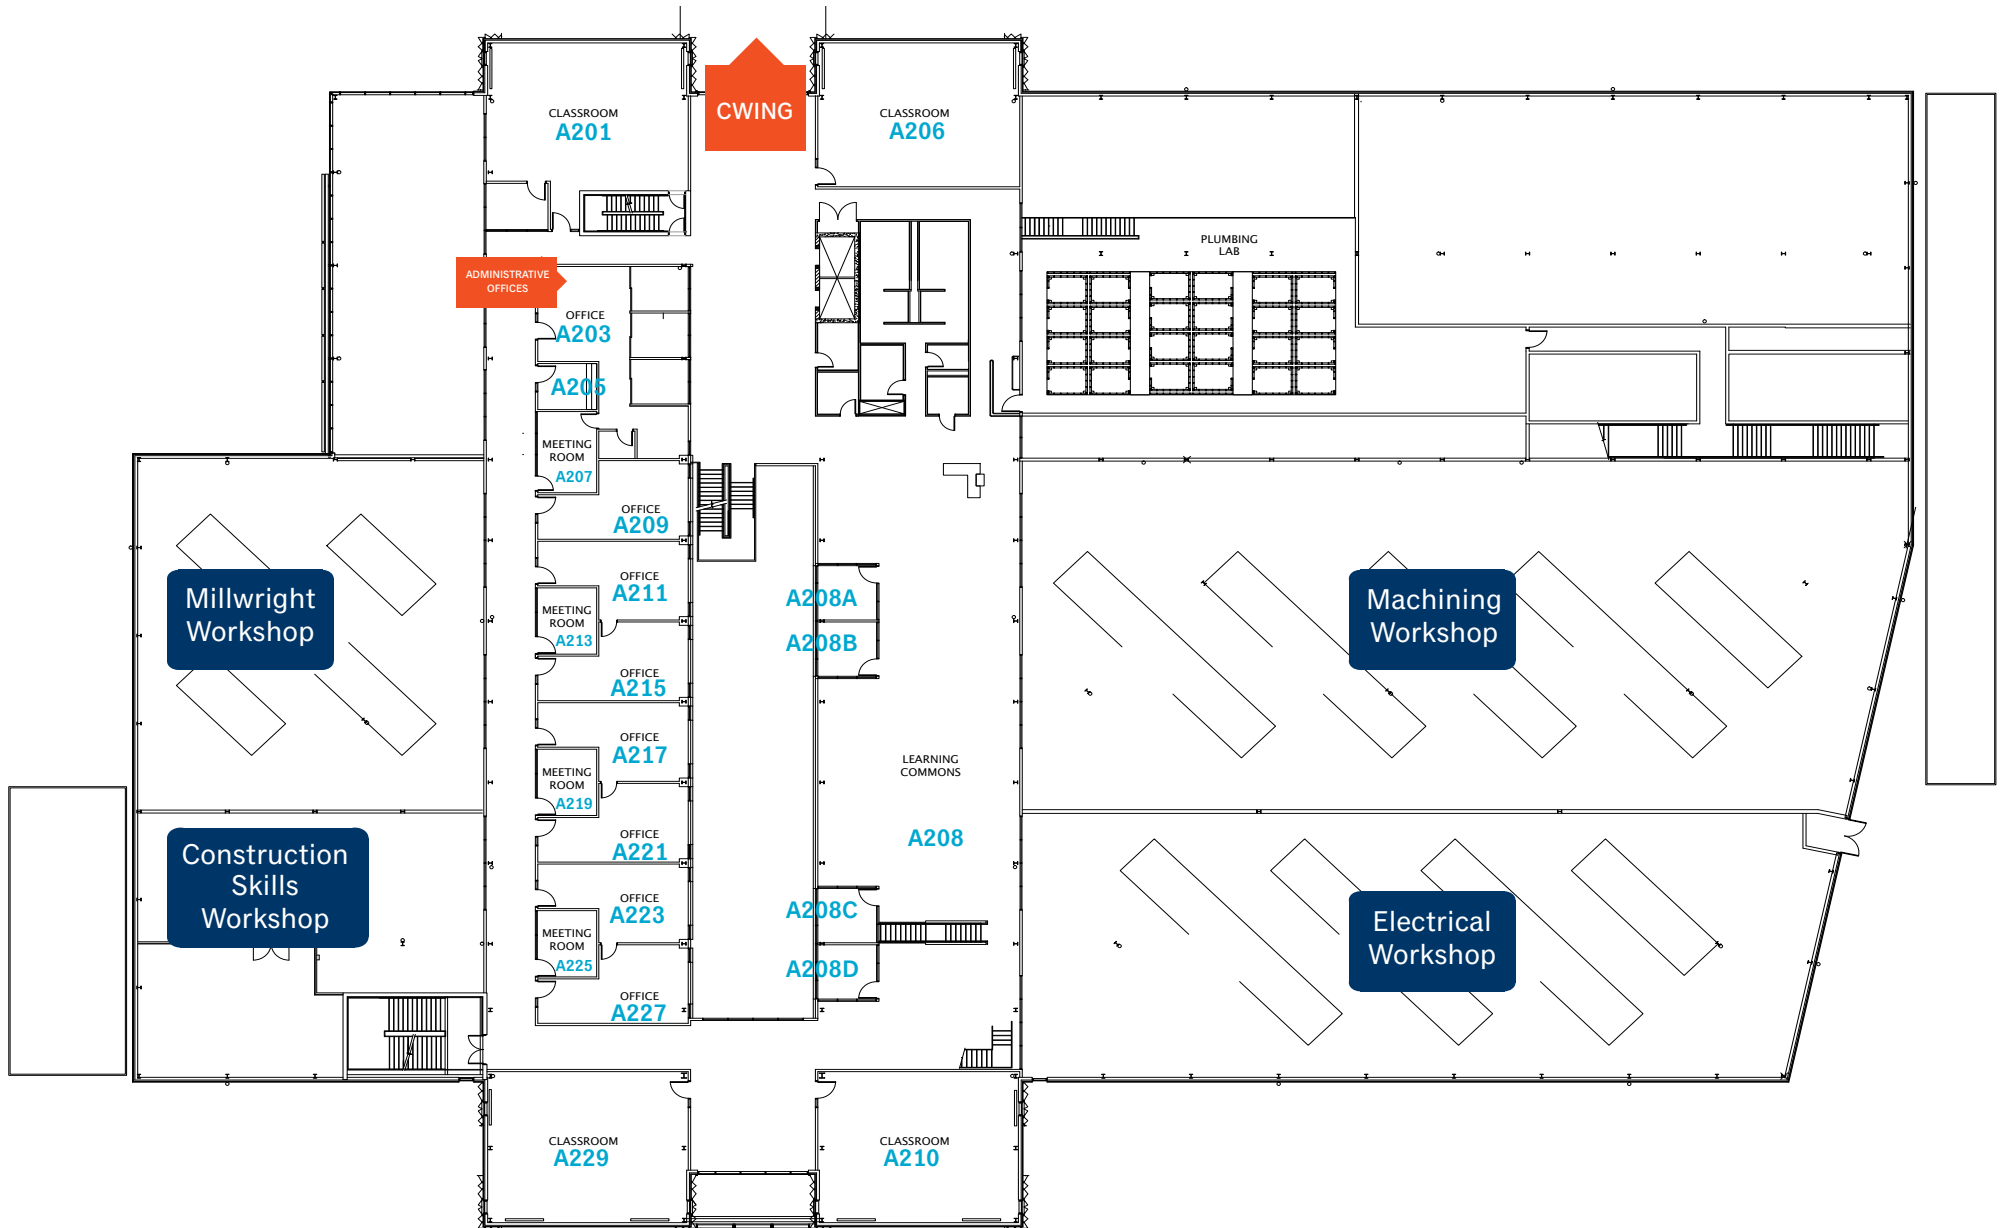 CLASSROOM
A201
CWING
CLASSROOM
A206
PLUMBING
LAB
ADMINISTRATIVE
OFFICES
OFFICE
A203
A205
MEETING
ROOM
A207
OFFICE
A209
OFFICE
A211
MEETING
ROOM
A213
OFFICE
A215
OFFICE
A217
MEETING
ROOM
A219
OFFICE
A221
OFFICE
A223
MEETING
ROOM
A225
OFFICE
A227
A208A
A208B
LEARNING
COMMONS
A208
A208C
A208D
Millwright
Workshop
Construction
Skills
Workshop
Machining
Workshop
Electrical
Workshop
CLASSROOM
A229
CLASSROOM
A210